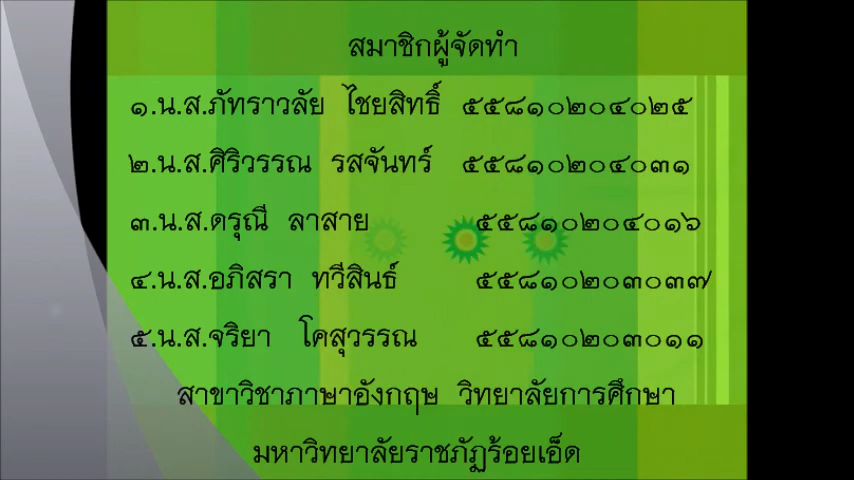 สมาชิกผู้จัดทำ
๑.น.ส.ภัทราวลัย ไชยสิทธิ์ ๕๕๘๑๐๒๐๔๐๒๕
๒.น.ส.ศิริวรรณ รสจันทร์ ๕๕๘๑๐๒๐๔๐๓๑
๓.น.ส.ดรุณี ลาสาย ๕๕๘๑๐๒๐๔๐๑๖
๔.น.ส.อภิสรา ทวีสินธ์ ๕๕๘๑๐๒๐๓๐๓๗
๕.น.ส.จริยา โคสุวรรณ ๕๕๘๑๐๒๐๓๐๑๑
สาขาวิชาภาษาอังกฤษ วิทยาลัยการศึกษา
มหาวิทยาลัยราชภัฏร้อยเอ็ด